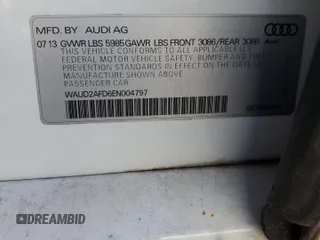 MFD. BY AUDI AG
0713 GVWR LBS 5985 GAWR LBS FRONT 3086/REAR 3086 Audi
THIS VEHICLE CONFORMS TO ALL APPLICABLE U.S.
FEDERAL MOTOR VEHICLE SAFETY, BUMPER AND THEFT
PREVENTION STANDARDS IN EFFECT ON THE DATE OF
MANUFACTURE SHOWN ABOVE.
PASSENGER CAR
WAUD2AFD6EN004797
DREAMBID